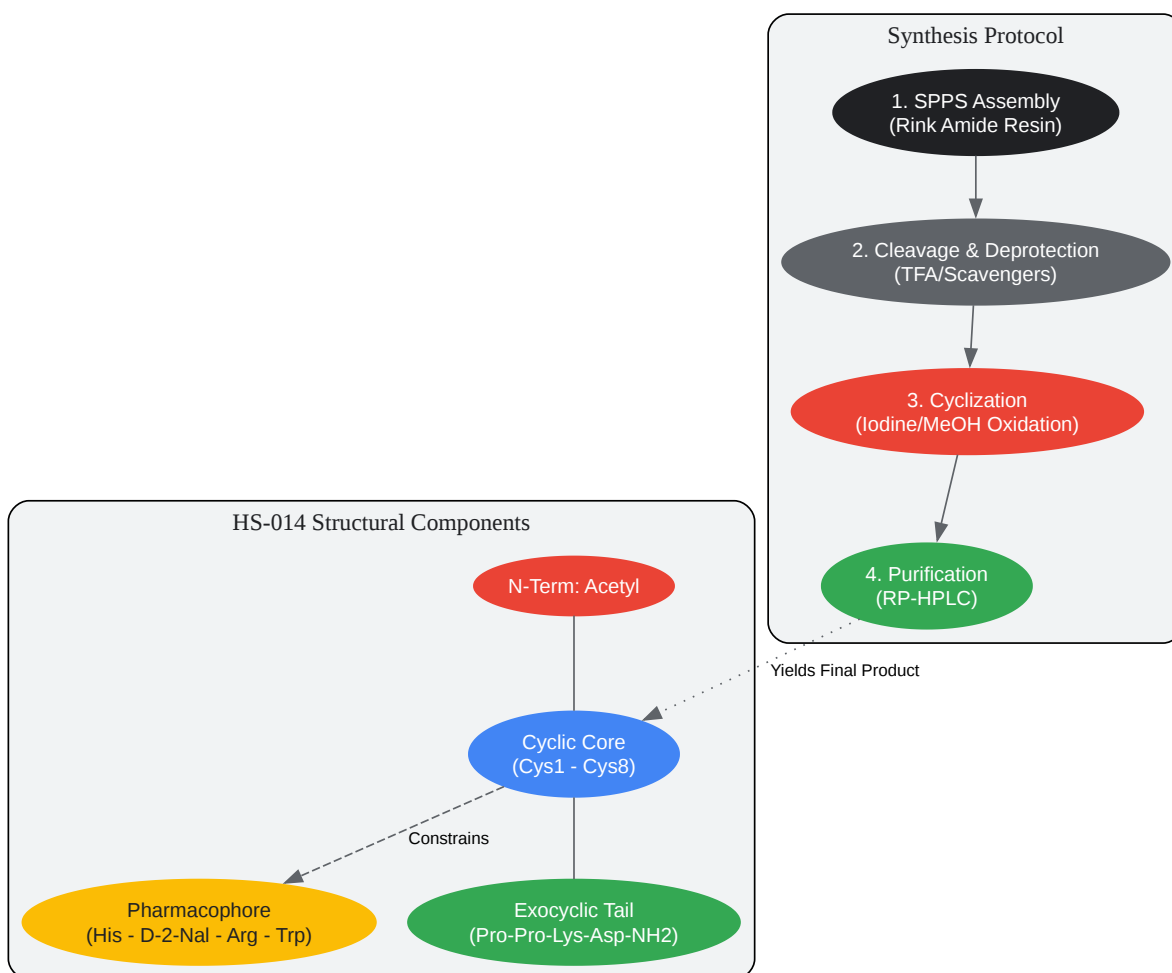 Synthesis Protocol
1. SPPS Assembly
(Rink Amide Resin)
2. Cleavage & Deprotection
(TFA/Scavengers)
3. Cyclization
(Iodine/MeOH Oxidation)
4. Purification
(RP-HPLC)
Yields Final Product
HS-014 Structural Components
N-Term: Acetyl
Cyclic Core
(Cys1 - Cys8)
Constrains
Pharmacophore
(His - D-2-Nal - Arg - Trp)
Exocyclic Tail
(Pro-Pro-Lys-Asp-NH2)